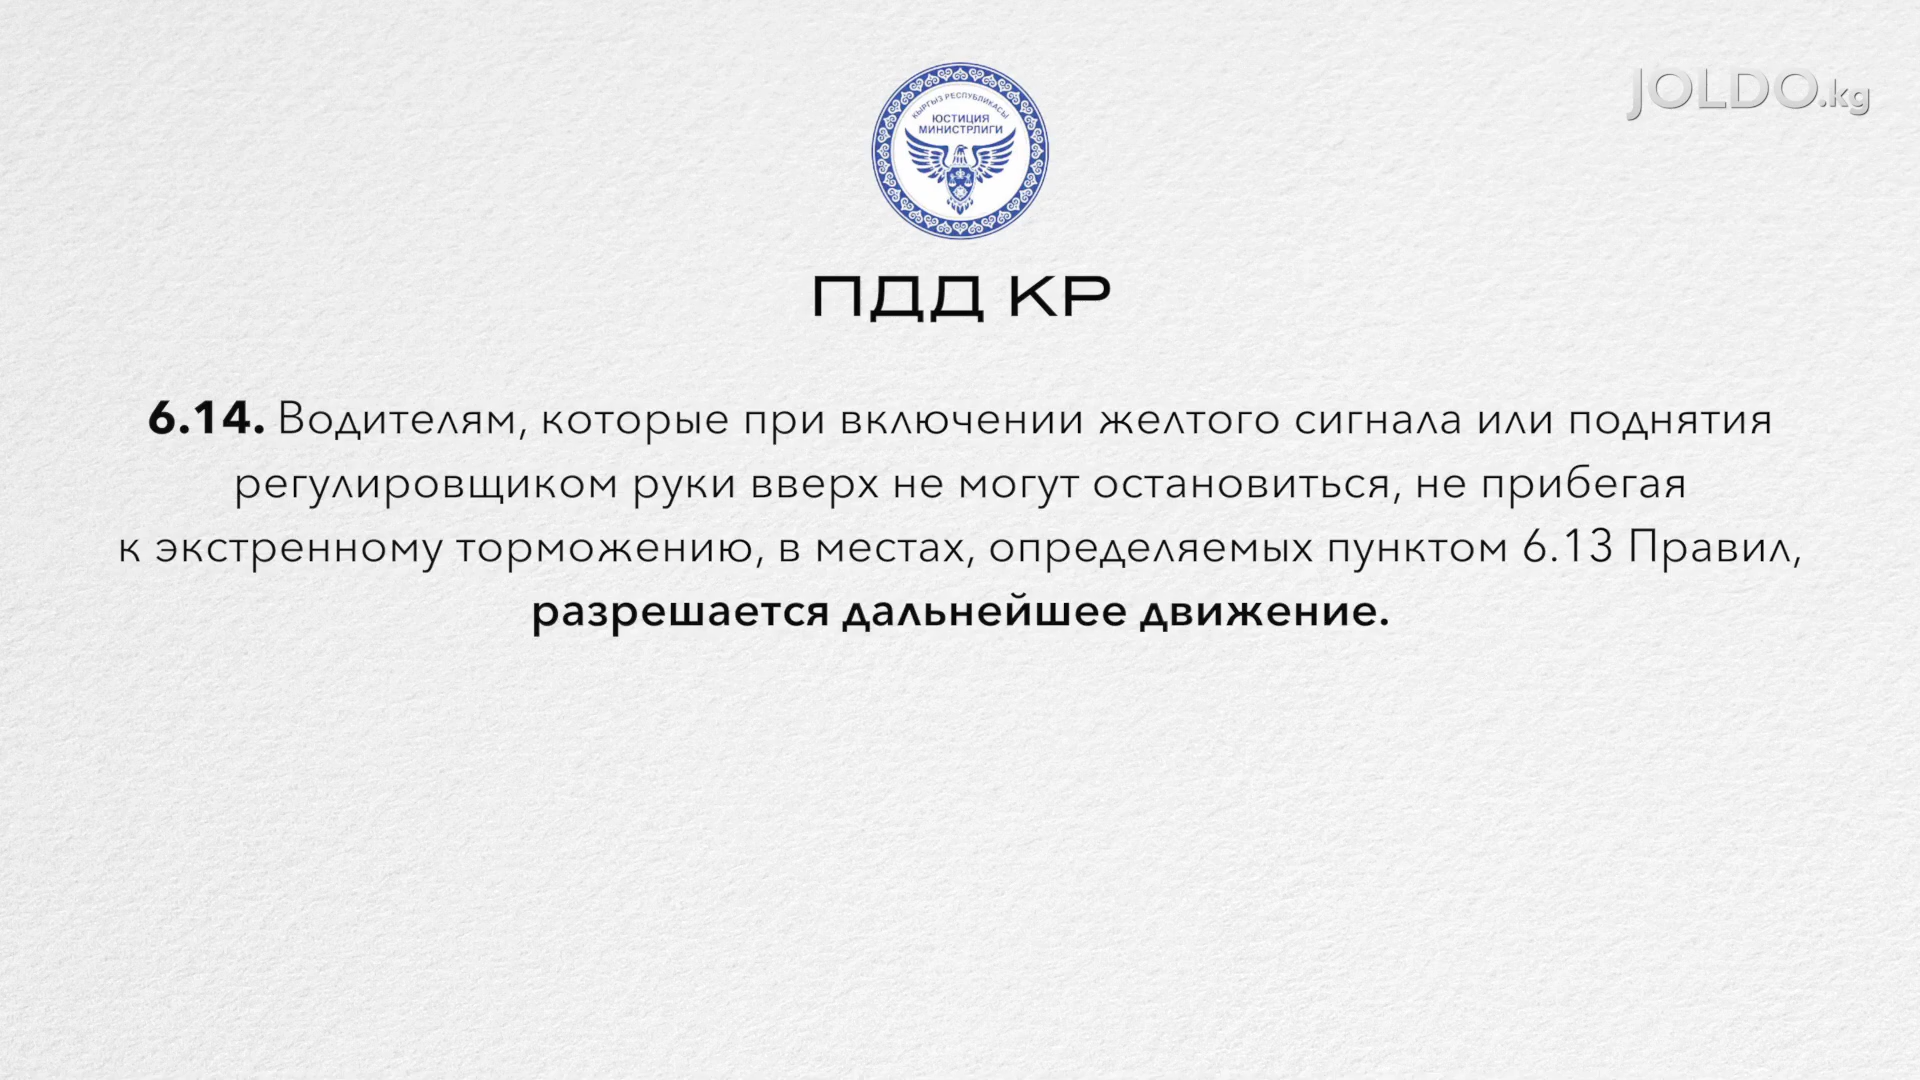 JOLDO.kg
КЫРГЫЗ РЕСПУБЛИКАСЫ
ЮСТИЦИЯ
МИНИСТРЛИГИ
ПДД КР
6.14. Водителям, которые при включении желтого сигнала или поднятия
регулировщиком руки вверх не могут остановиться, не прибегая
к экстренному торможению, в местах, определяемых пунктом 6.13 Правил,
разрешается дальнейшее движение.